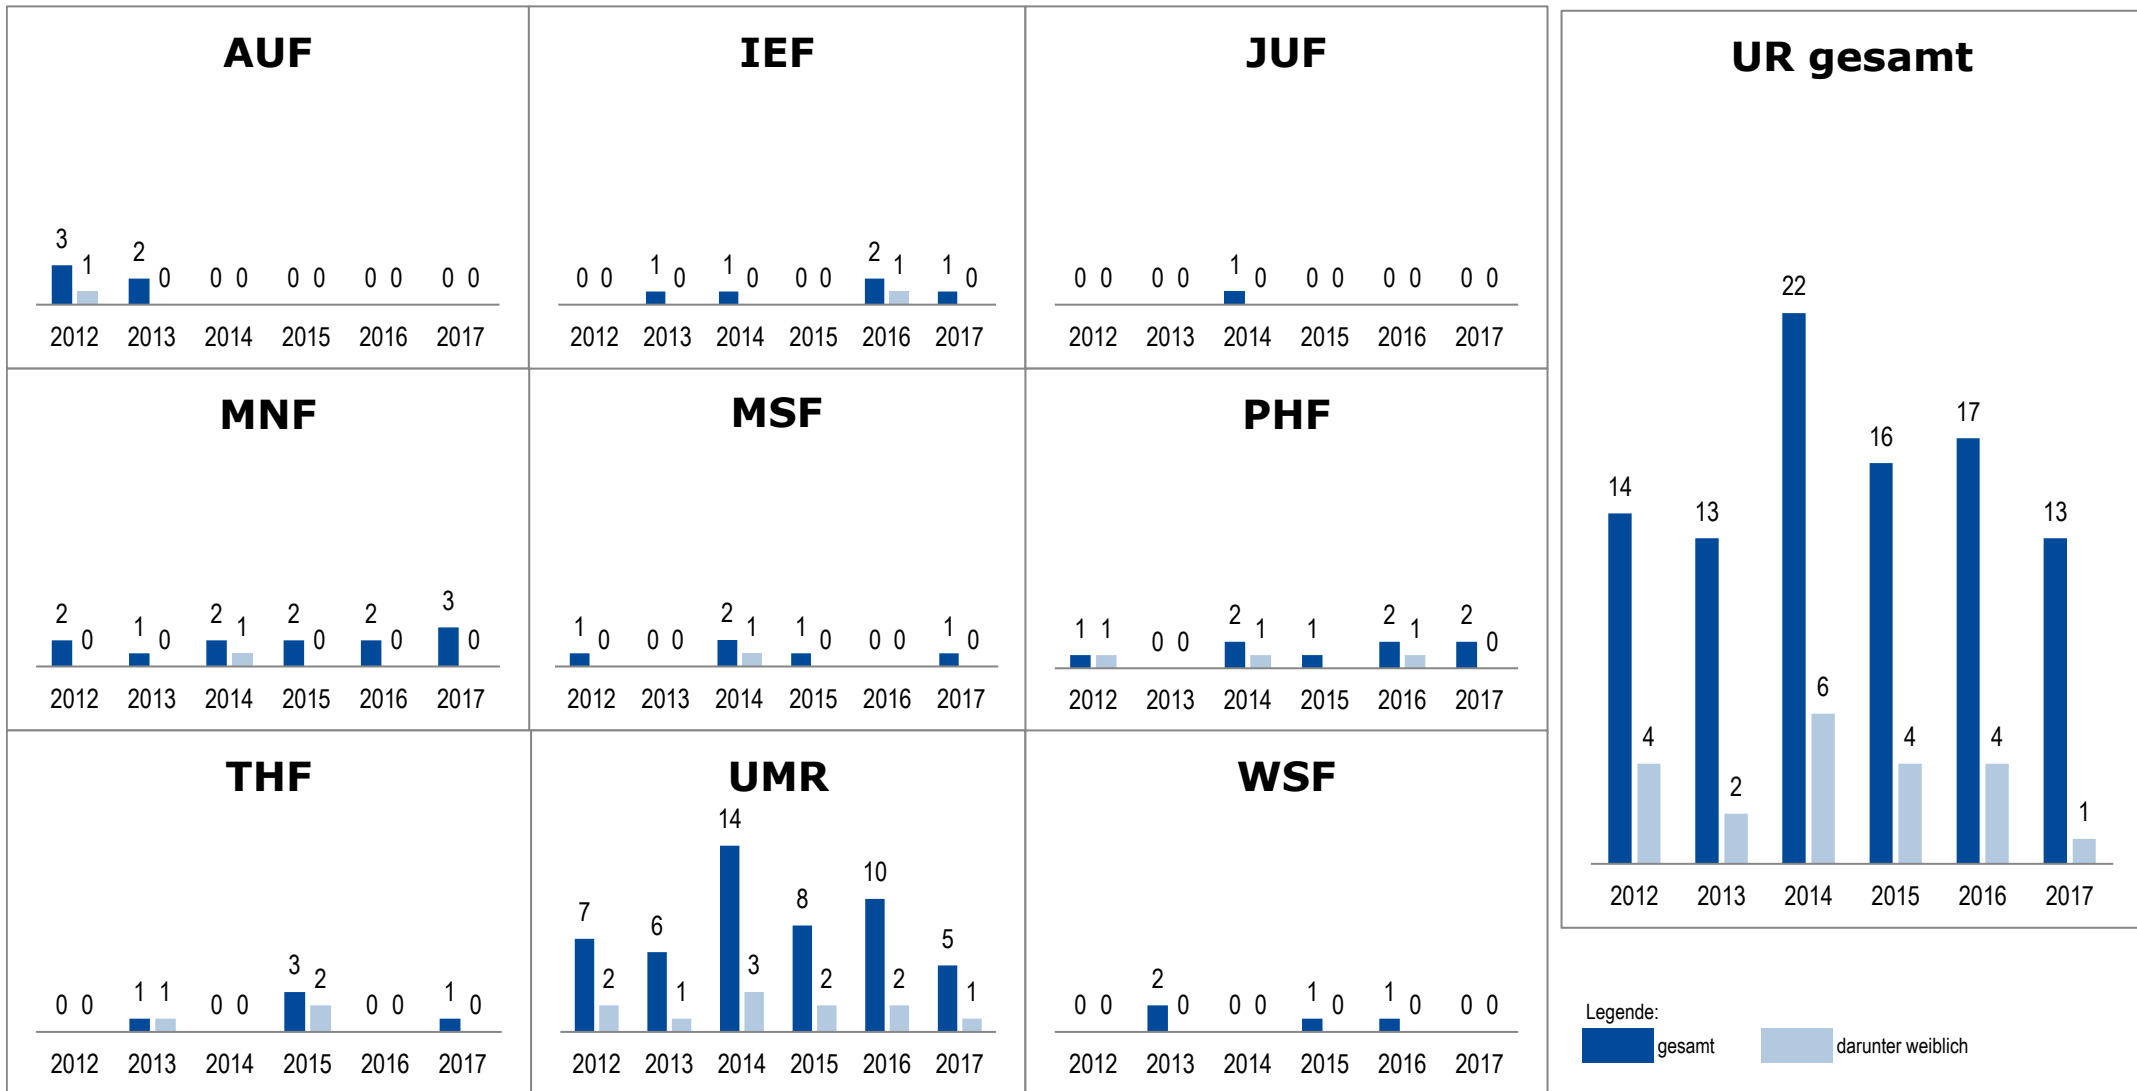 AUF
3 1 2 0 0 0 0 0 0 0 0 0
2012 2013 2014 2015 2016 2017
IEF
0 0 1 0 1 0 0 0 2 1 1 0
2012 2013 2014 2015 2016 2017
JUF
0 0 0 0 1 0 0 0 0 0 0 0
2012 2013 2014 2015 2016 2017
MNF
2 0 1 0 2 1 2 0 2 0 3 0
2012 2013 2014 2015 2016 2017
MSF
1 0 0 0 2 1 1 0 0 0 1 0
2012 2013 2014 2015 2016 2017
PHF
1 1 0 0 2 1 1 2 1 2 0
2012 2013 2014 2015 2016 2017
THF
0 0 1 1 0 0 3 2 0 0 1 0
2012 2013 2014 2015 2016 2017
UMR
7 2 6 1 14 3 8 2 10 2 5 1
2012 2013 2014 2015 2016 2017
WSF
0 0 2 0 0 0 1 0 1 0 0 0
2012 2013 2014 2015 2016 2017
UR gesamt
14 4 13 2 22 6 16 4 17 4 13 1
2012 2013 2014 2015 2016 2017
Legende:
gesamt darunter weiblich